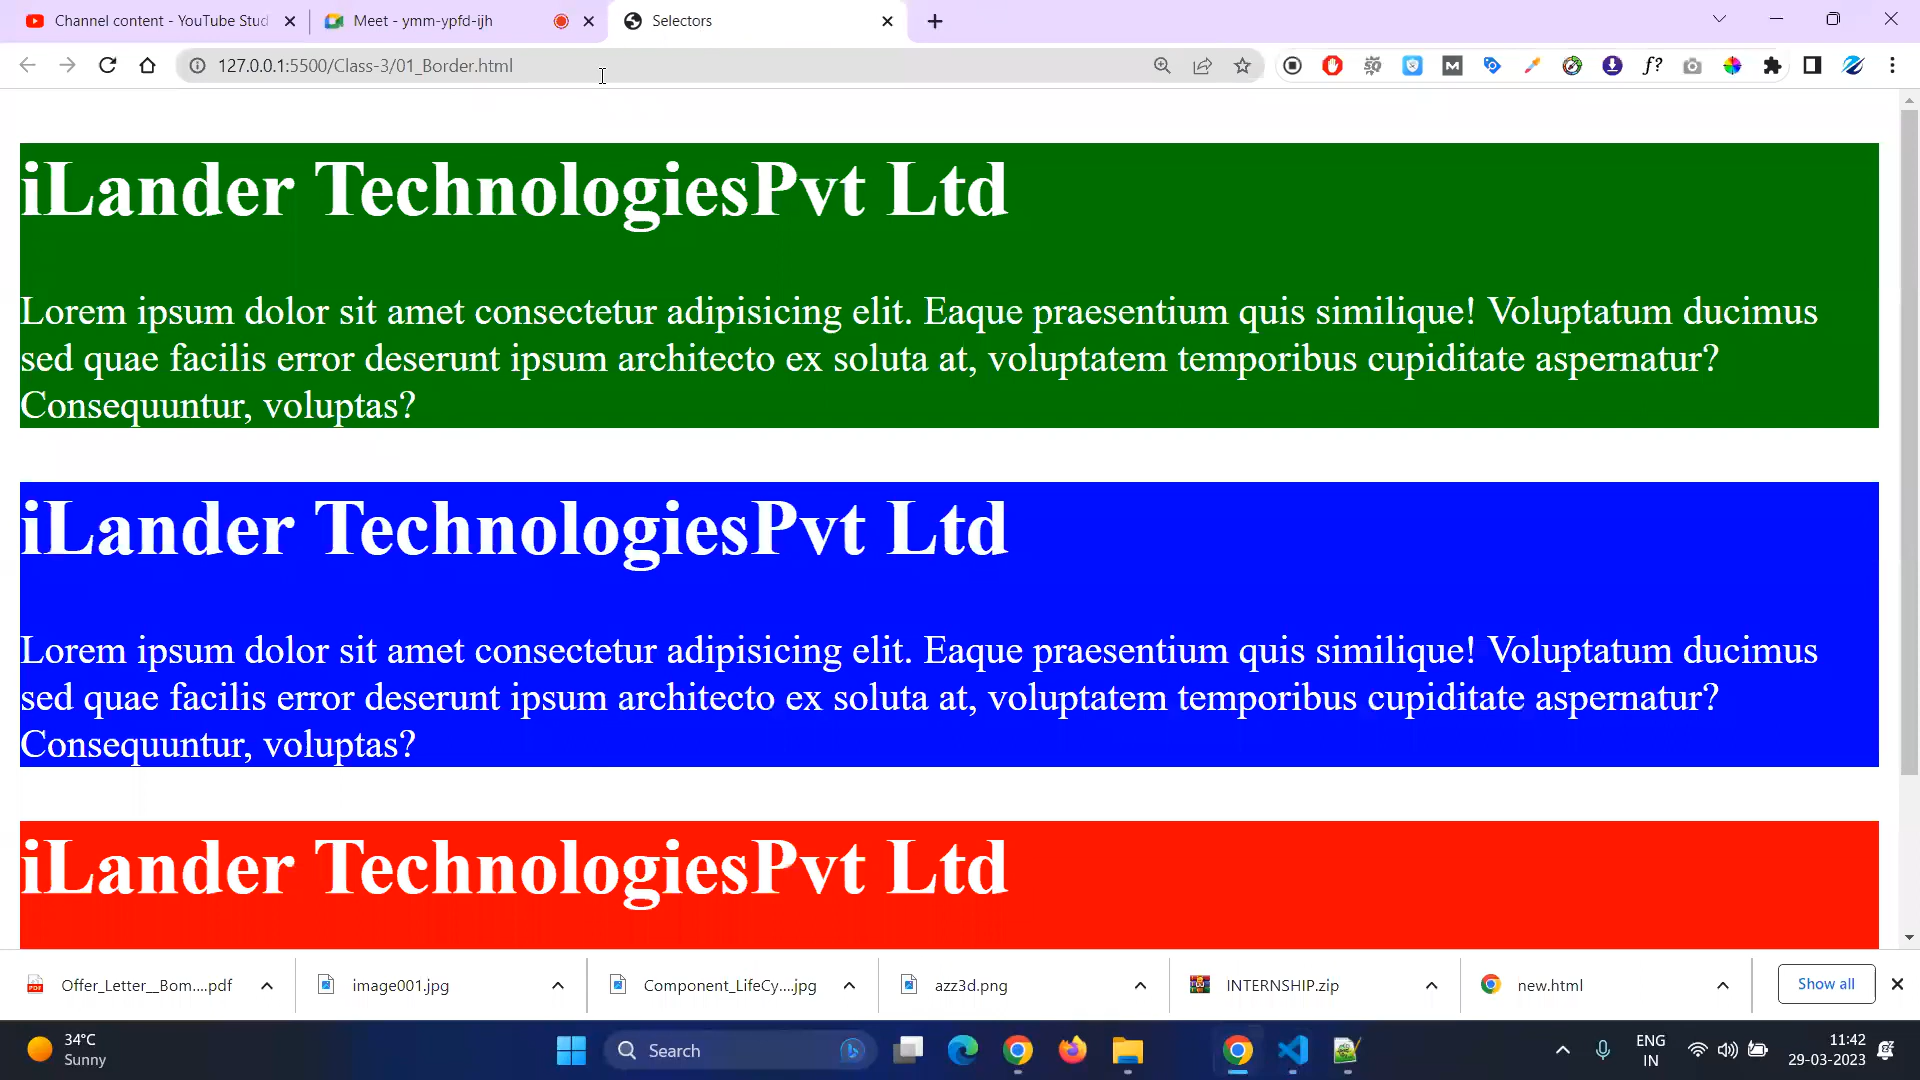 Channel content - YouTube Stud
Meet - ymm-ypfd-ijh
Selectors
127.0.0.1:5500/Class-3/01_Border.html
iLander TechnologiesPvt Ltd
Lorem ipsum dolor sit amet consectetur adipisicing elit. Eaque praesentium quis similique! Voluptatum ducimus
sed quae facilis error deserunt ipsum architecto ex soluta at, voluptatem temporibus cupiditate aspernatur?
Consequuntur, voluptas?
iLander TechnologiesPvt Ltd
Lorem ipsum dolor sit amet consectetur adipisicing elit. Eaque praesentium quis similique! Voluptatum ducimus
sed quae facilis error deserunt ipsum architecto ex soluta at, voluptatem temporibus cupiditate aspernatur?
Consequuntur, voluptas?
iLander TechnologiesPvt Ltd
Offer_Letter__Bom....pdf
image001.jpg
Component_LifeCy....jpg
azz3d.png
INTERNSHIP.zip
new.html
Show all
34°C
Sunny
Search
ENG
IN
11:42
29-03-2023